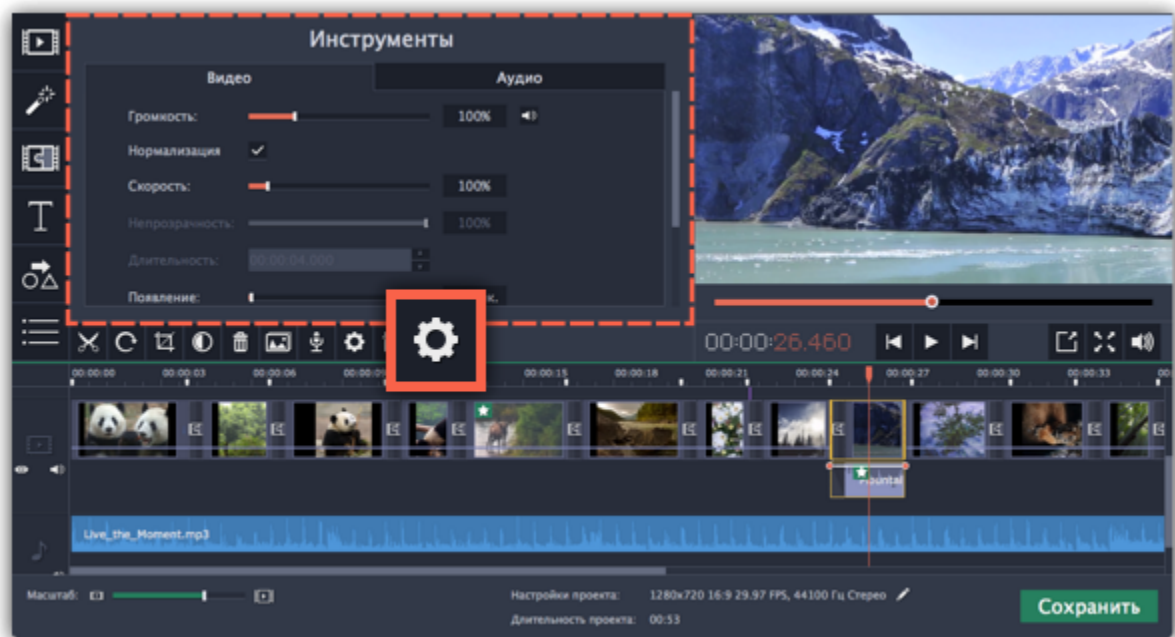 Инструменты
Видео Аудио
Громкость: 100%
Нормализация
Скорость: 100%
Непрозрачность: 100%
Длительность: 00:00:04.000
Появление:
00:00:26.460
00:00:00 00:00:03 00:00:06 00:00:15 00:00:18 00:00:21 00:00:24 00:00:27 00:00:30 00:00:33
Live_the_Moment.mp3
Масштаб: Настройки проекта: 1280x720 16:9 29.97 FPS, 44100 Гц Стерео
Длительность проекта: 00:53
Сохранить